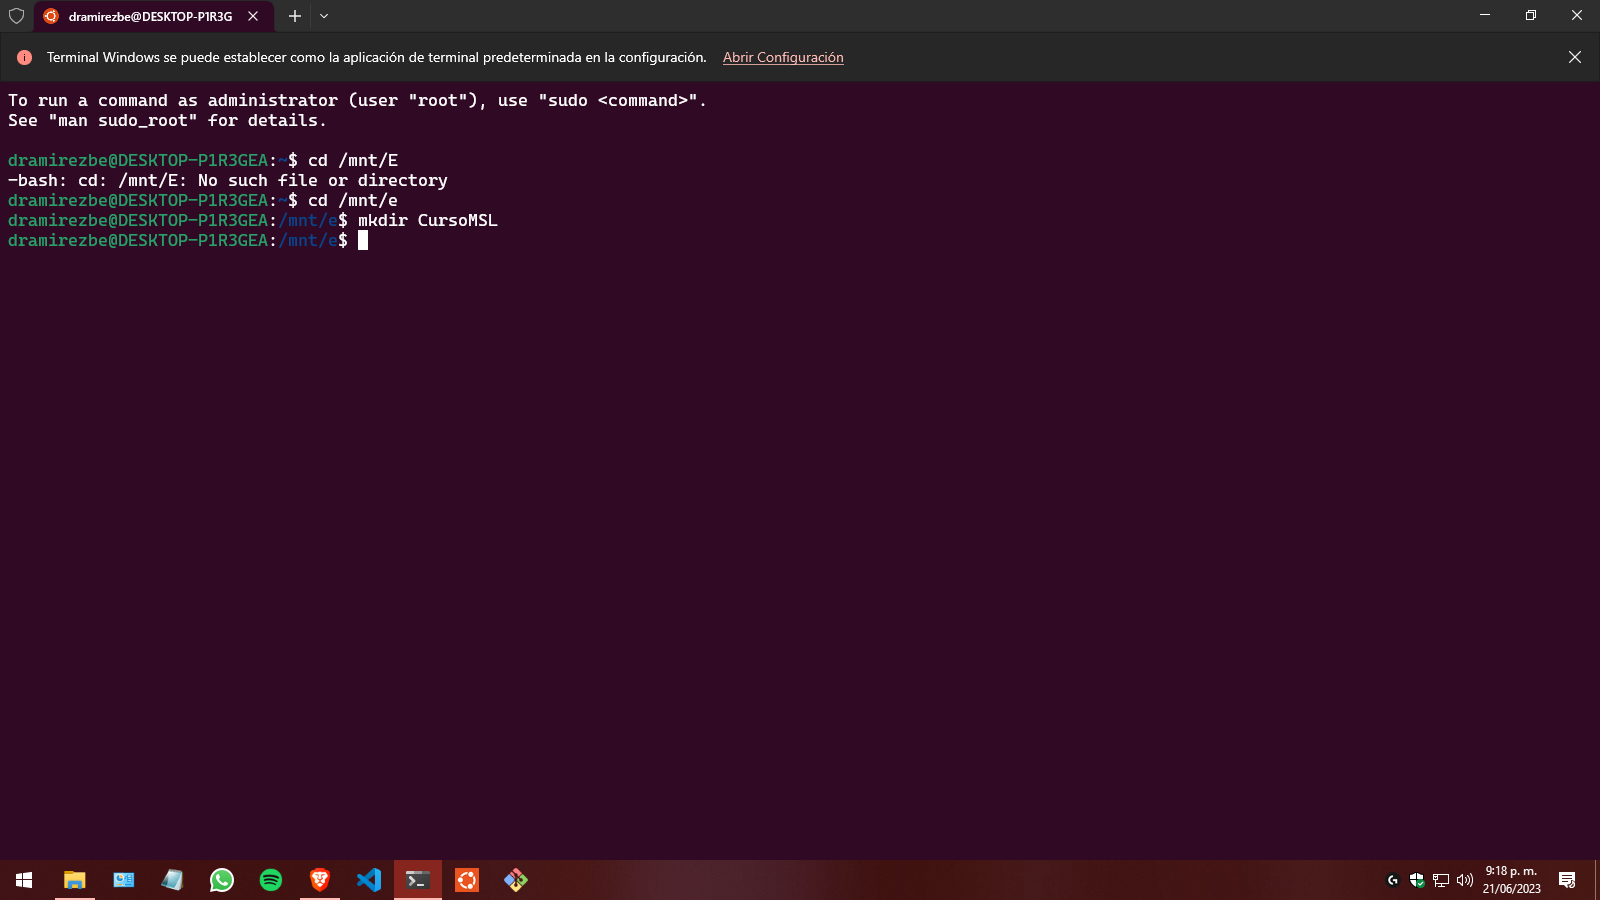 dramirezbe@DESKTOP-P1R3G
Terminal Windows se puede establecer como la aplicación de terminal predeterminada en la configuración. Abrir Configuración
To run a command as administrator (user "root"), use "sudo <command>".
See "man sudo_root" for details.
dramirezbe@DESKTOP-P1R3GEA:~$ cd /mnt/E
-bash: cd: /mnt/E: No such file or directory
dramirezbe@DESKTOP-P1R3GEA:~$ cd /mnt/e
dramirezbe@DESKTOP-P1R3GEA:/mnt/e$ mkdir CursoMSL
dramirezbe@DESKTOP-P1R3GEA:/mnt/e$
9:18 p. m.
21/06/2023